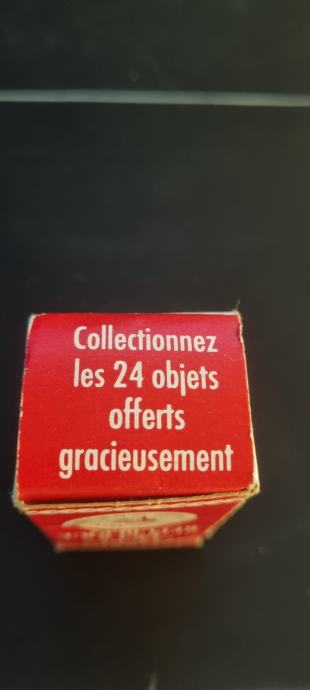 Collectionnez
les 24 objets
offerts
gracieusement